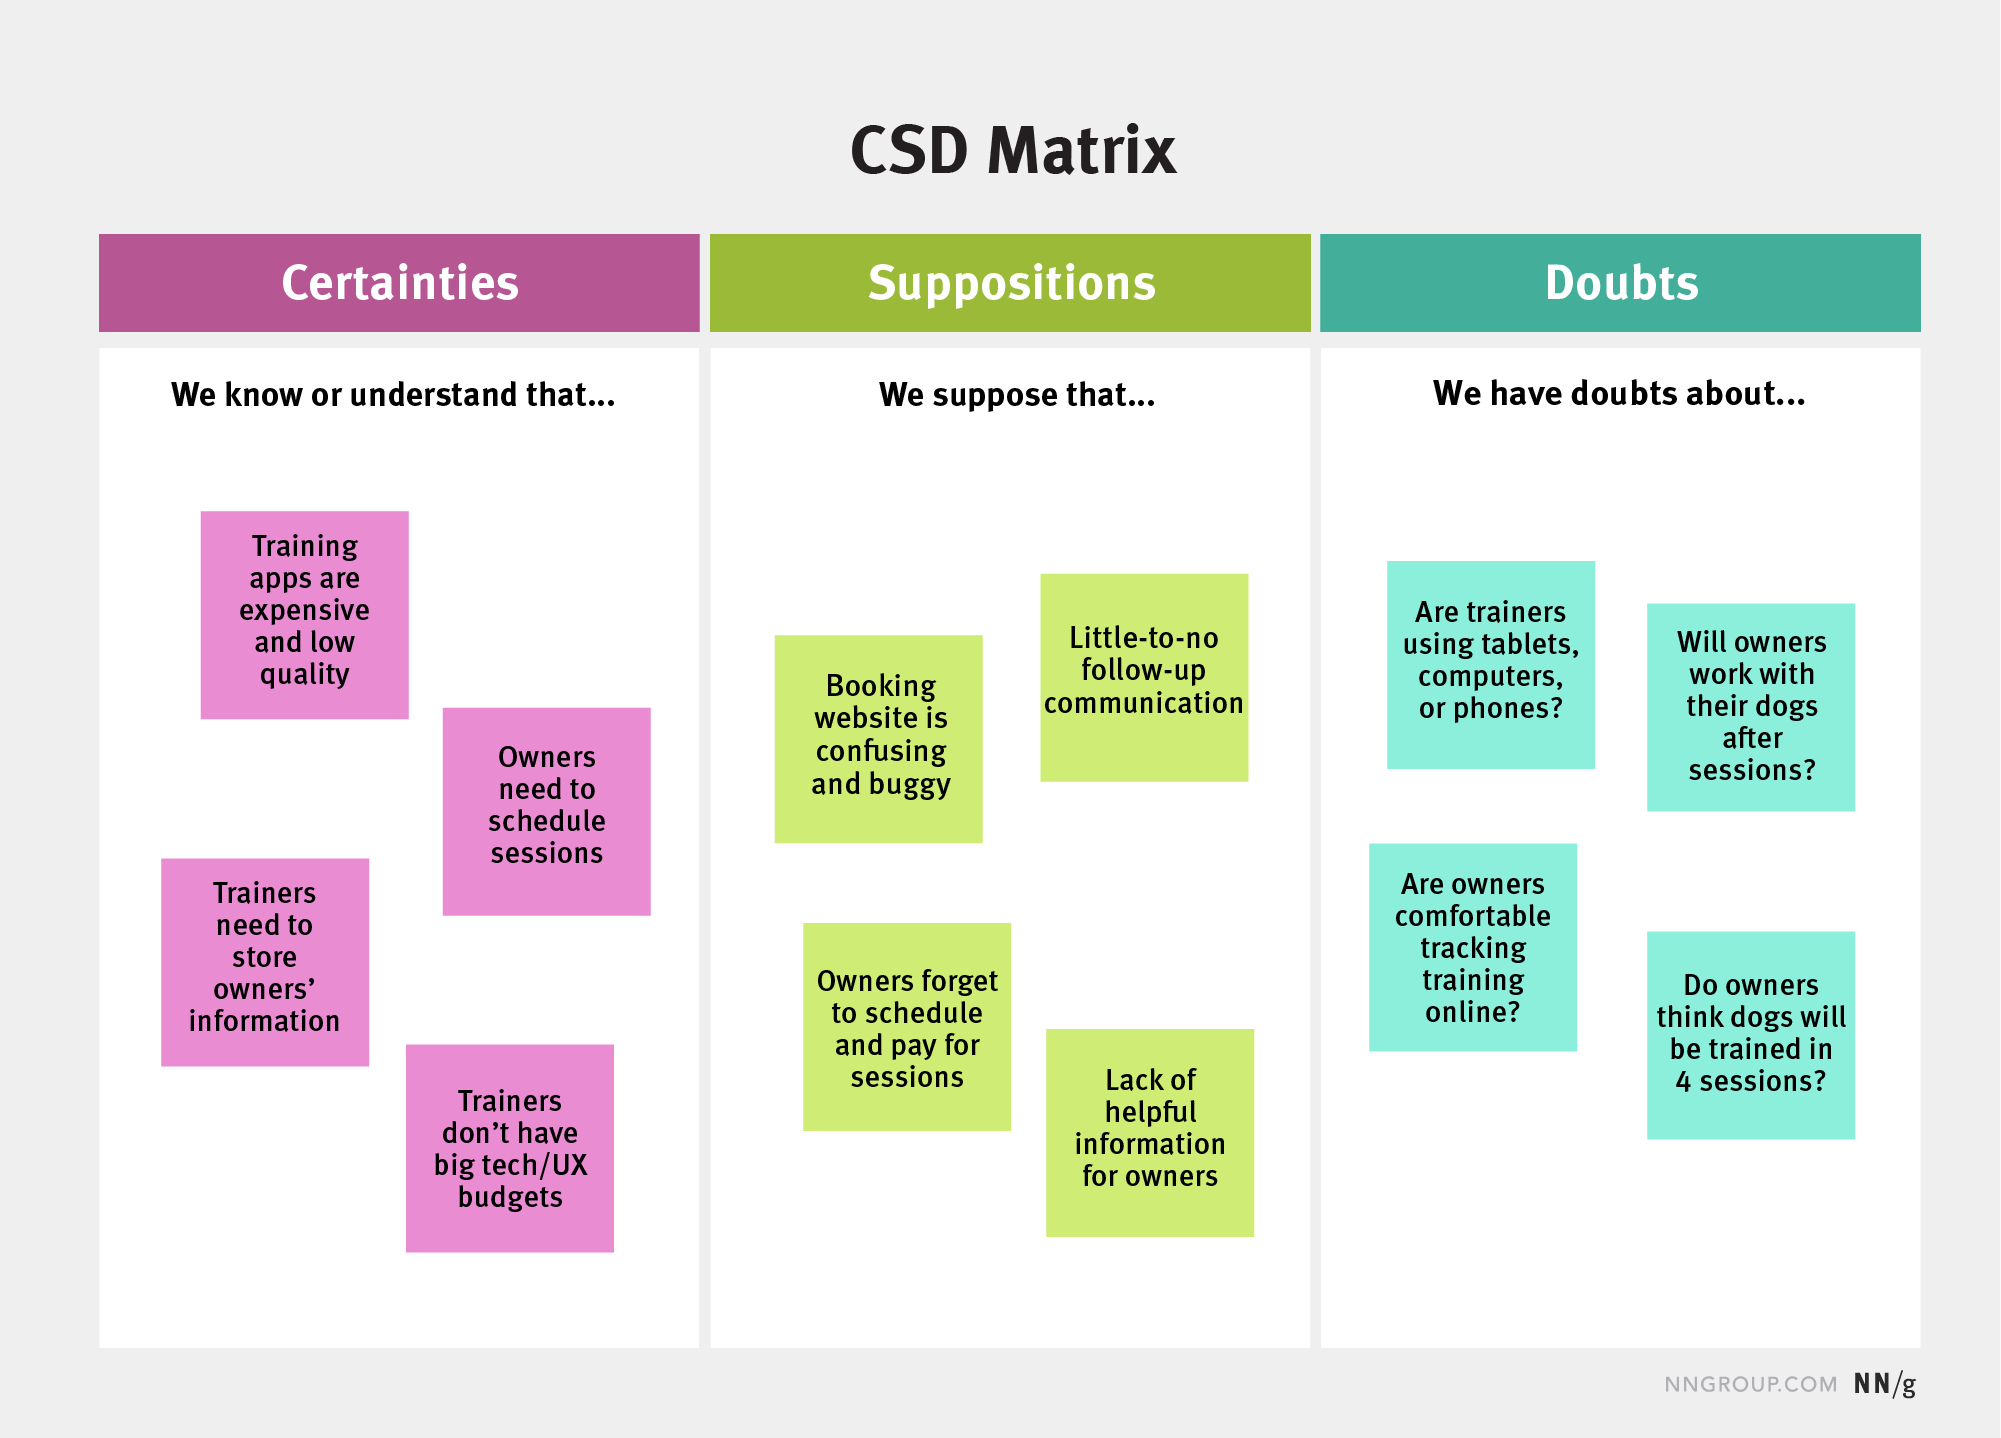 CSD Matrix
Certainties
Suppositions
Doubts
We know or understand that...
We suppose that...
We have doubts about...
Training
apps are
expensive
and low
quality
Owners
need to
schedule
sessions
Trainers
need to
store
owners’
information
Trainers
don’t have
big tech/UX
budgets
Booking
website is
confusing
and buggy
Little-to-no
follow-up
communication
Owners forget
to schedule
and pay for
sessions
Lack of
helpful
information
for owners
Are trainers
using tablets,
computers,
or phones?
Will owners
work with
their dogs
after
sessions?
Are owners
comfortable
tracking
training
online?
Do owners
think dogs will
be trained in
4 sessions?
NNGROUP.COM NN/g